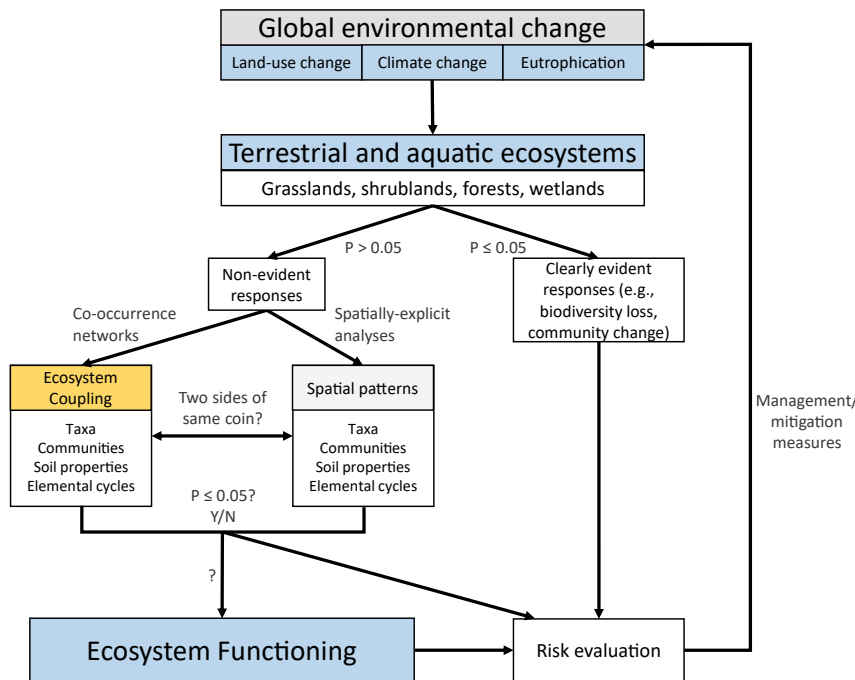 Global environmental change
Land-use change
Climate change
Eutrophication
Terrestrial and aquatic ecosystems
Grasslands, shrublands, forests, wetlands
P > 0.05
P ≤ 0.05
Non-evident
responses
Clearly evident
responses (e.g.,
biodiversity loss,
community change)
Co-occurrence
networks
Spatially-explicit
analyses
Ecosystem
Coupling
Taxa
Communities
Soil properties
Elemental cycles
Two sides of
same coin?
Spatial patterns
Taxa
Communities
Soil properties
Elemental cycles
Management/
mitigation
measures
P ≤ 0.05?
Y/N
?
Ecosystem Functioning
Risk evaluation